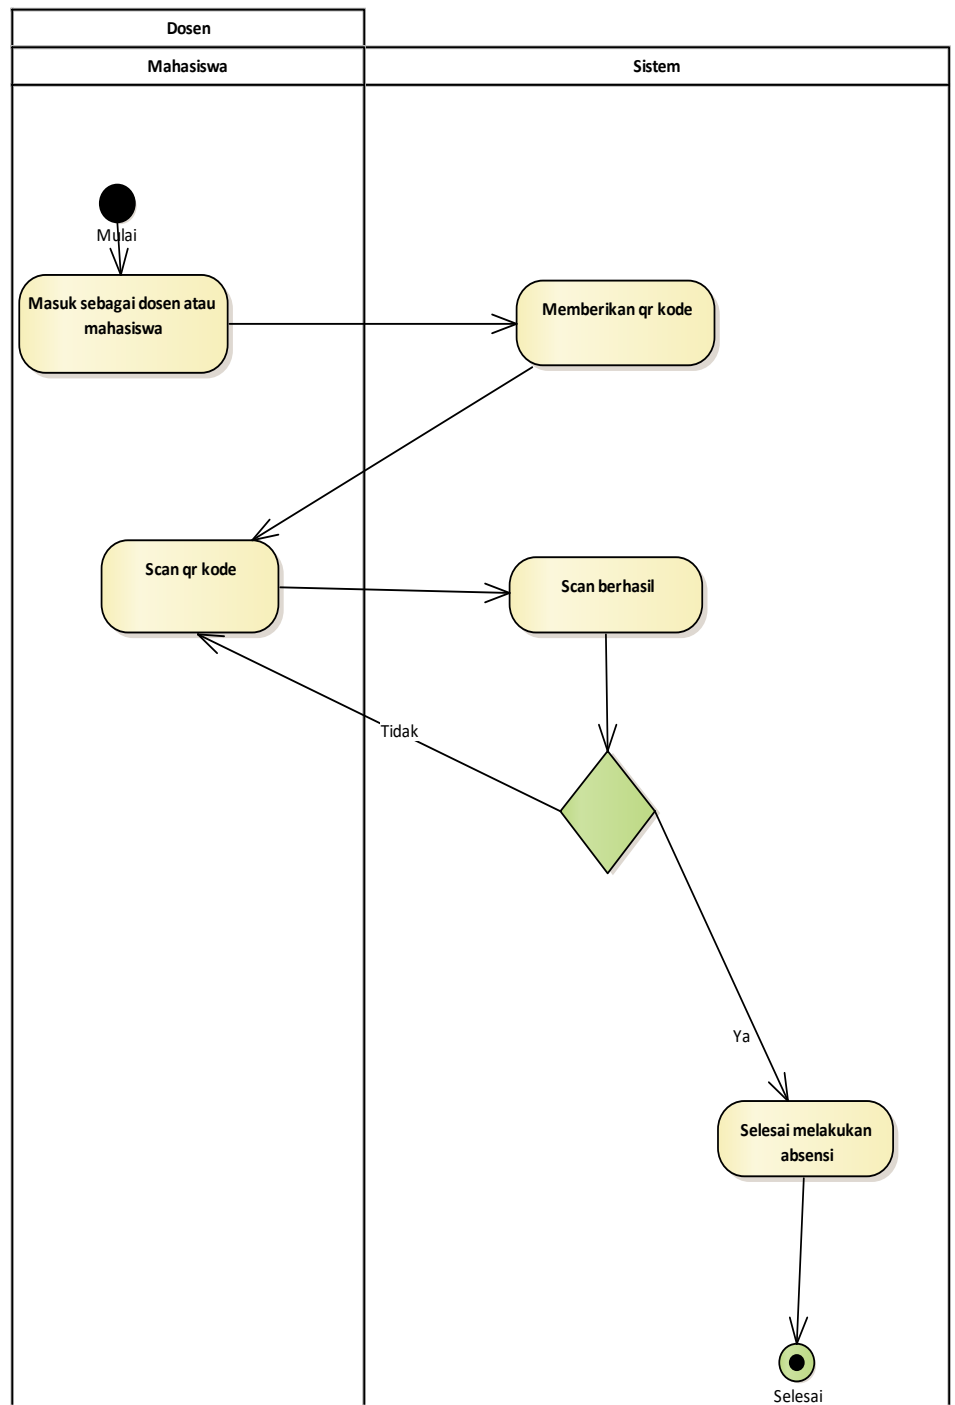 Dosen
Mahasiswa
Sistem
Mulai
Masuk sebagai dosen atau
mahasiswa
Memberikan qr kode
Scan qr kode
Scan berhasil
Tidak
Ya
Selesai melakukan
absensi
Selesai